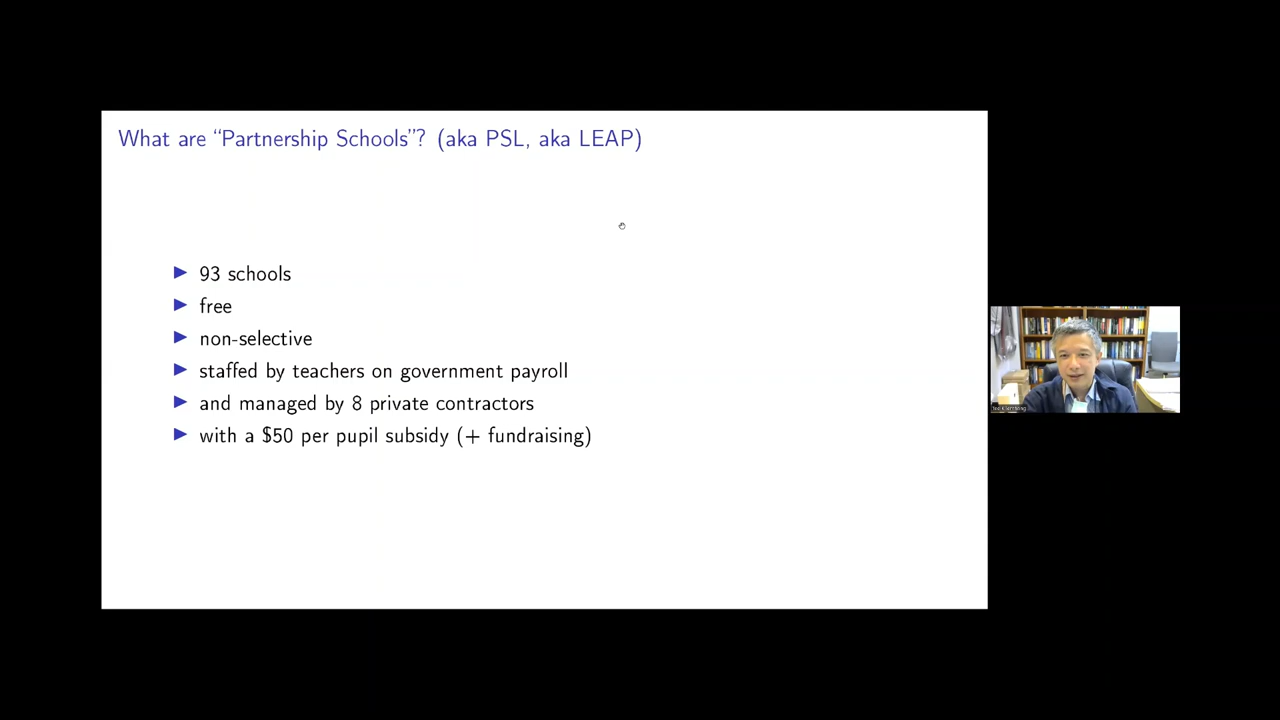 What are “Partnership Schools”? (aka PSL, aka LEAP)
▶ 93 schools
▶ free
▶ non-selective
▶ staffed by teachers on government payroll
▶ and managed by 8 private contractors
▶ with a $50 per pupil subsidy (+ fundraising)